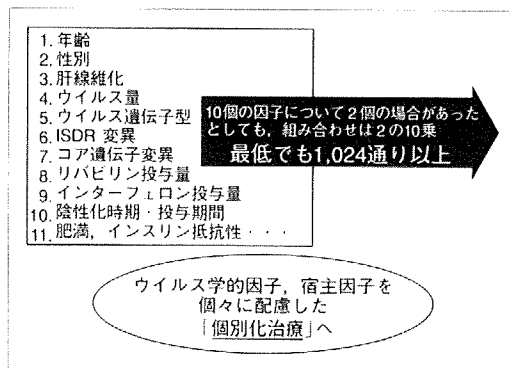 1. 年齢
2. 性別
3. 肝線維化
4. ウイルス量
5. ウイルス遺伝子型
6. ISDR 変異
7. コア遺伝子変異
8. リバビリン投与量
9. インターフェロン投与量
10. 陰性化時期・投与期間
11. 肥満，インスリン抵抗性・・・
10個の因子について2個の場合があった
としても，組み合わせは2の10乗
最低でも1,024通り以上
ウイルス学的因子，宿主因子を
個々に配慮した
「個別化治療」へ